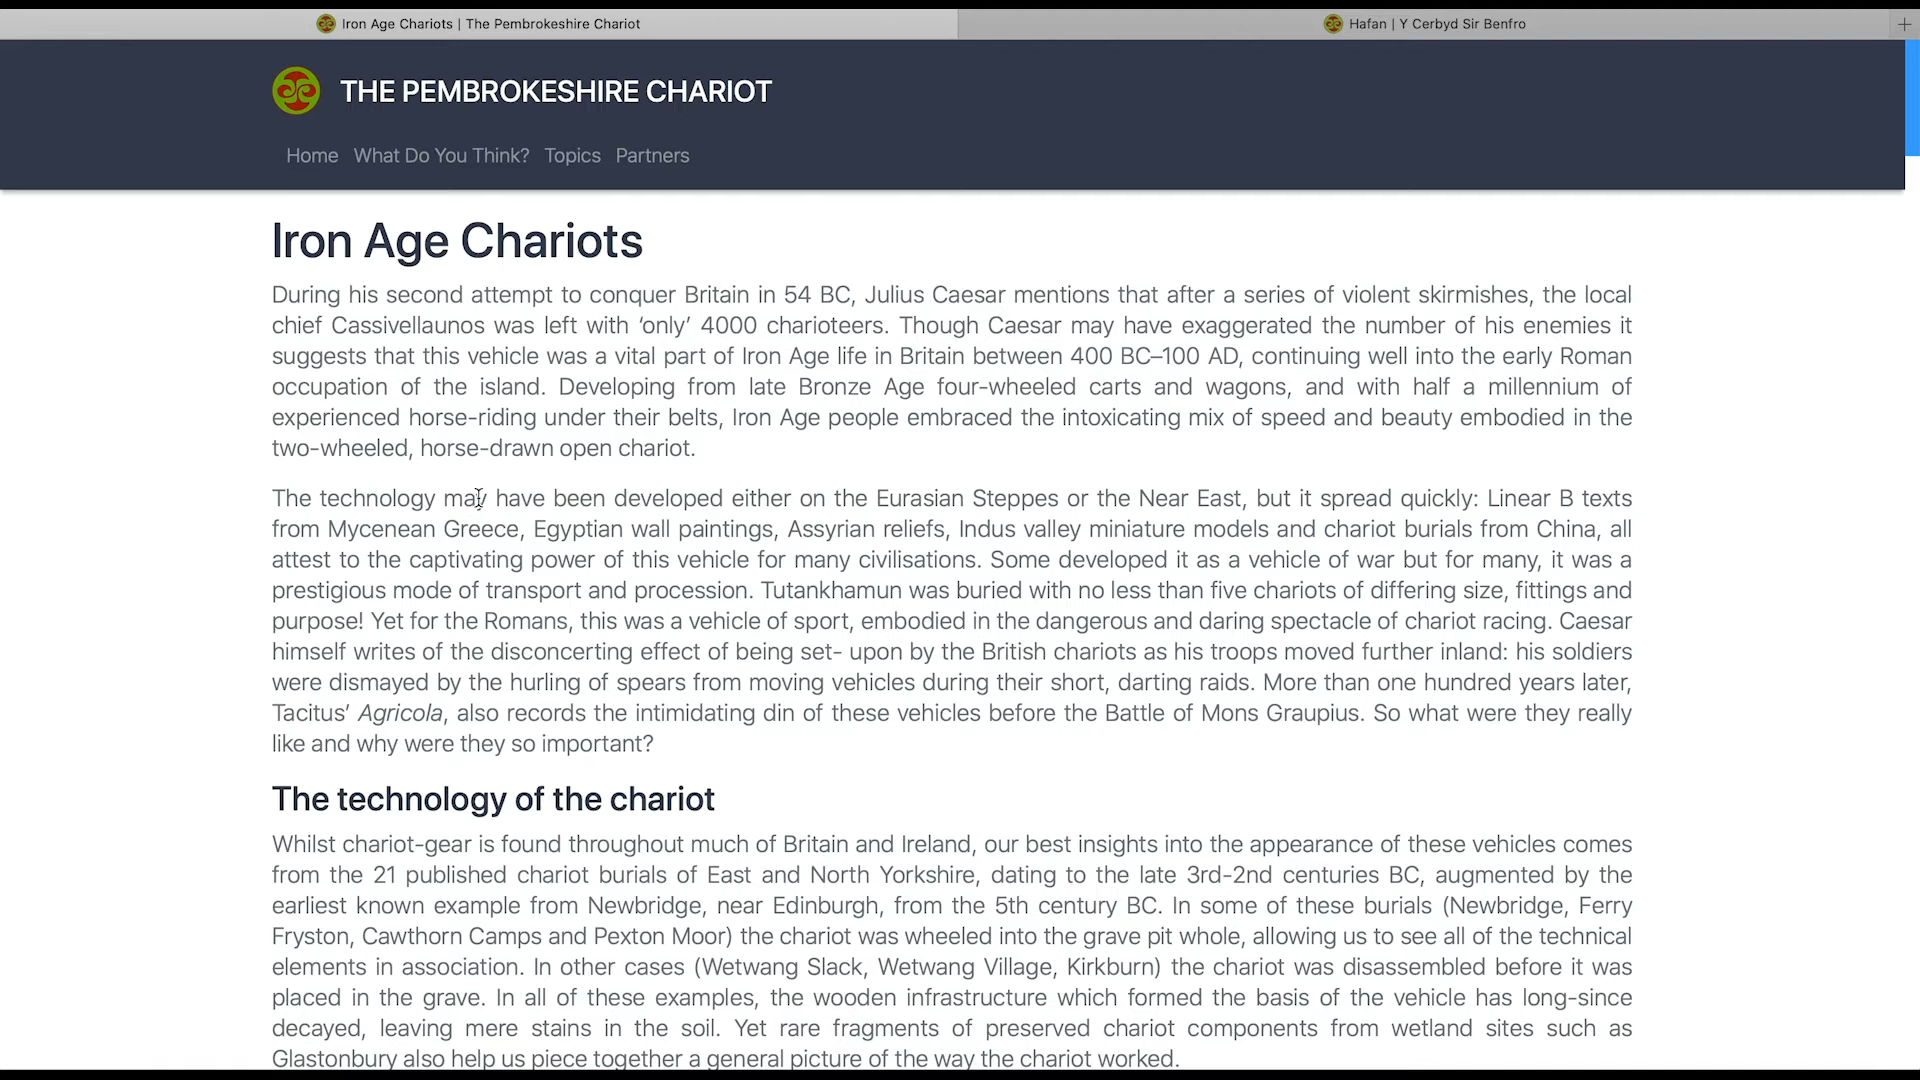 Iron Age Chariots | The Pembrokeshire Chariot
Hafan | Y Cerbyd Sir Benfro
THE PEMBROKESHIRE CHARIOT
Home What Do You Think? Topics Partners
Iron Age Chariots
During his second attempt to conquer Britain in 54 BC, Julius Caesar mentions that after a series of violent skirmishes, the local
chief Cassivellaunos was left with ‘only’ 4000 charioteers. Though Caesar may have exaggerated the number of his enemies it
suggests that this vehicle was a vital part of Iron Age life in Britain between 400 BC–100 AD, continuing well into the early Roman
occupation of the island. Developing from late Bronze Age four-wheeled carts and wagons, and with half a millennium of
experienced horse-riding under their belts, Iron Age people embraced the intoxicating mix of speed and beauty embodied in the
two-wheeled, horse-drawn open chariot.
The technology may have been developed either on the Eurasian Steppes or the Near East, but it spread quickly: Linear B texts
from Mycenean Greece, Egyptian wall paintings, Assyrian reliefs, Indus valley miniature models and chariot burials from China, all
attest to the captivating power of this vehicle for many civilisations. Some developed it as a vehicle of war but for many, it was a
prestigious mode of transport and procession. Tutankhamun was buried with no less than five chariots of differing size, fittings and
purpose! Yet for the Romans, this was a vehicle of sport, embodied in the dangerous and daring spectacle of chariot racing. Caesar
himself writes of the disconcerting effect of being set- upon by the British chariots as his troops moved further inland: his soldiers
were dismayed by the hurling of spears from moving vehicles during their short, darting raids. More than one hundred years later,
Tacitus’ Agricola, also records the intimidating din of these vehicles before the Battle of Mons Graupius. So what were they really
like and why were they so important?
The technology of the chariot
Whilst chariot-gear is found throughout much of Britain and Ireland, our best insights into the appearance of these vehicles comes
from the 21 published chariot burials of East and North Yorkshire, dating to the late 3rd-2nd centuries BC, augmented by the
earliest known example from Newbridge, near Edinburgh, from the 5th century BC. In some of these burials (Newbridge, Ferry
Fryston, Cawthorn Camps and Pexton Moor) the chariot was wheeled into the grave pit whole, allowing us to see all of the technical
elements in association. In other cases (Wetwang Slack, Wetwang Village, Kirkburn) the chariot was disassembled before it was
placed in the grave. In all of these examples, the wooden infrastructure which formed the basis of the vehicle has long-since
decayed, leaving mere stains in the soil. Yet rare fragments of preserved chariot components from wetland sites such as
Glastonbury also help us piece together a general picture of the way the chariot worked.